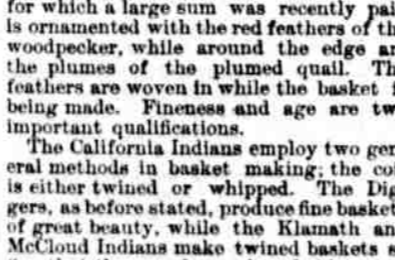 for which a large sum was recently pai
is ornamented with the red feathers of th
woodpecker, while around the edge ar
the plumes of the plumed quail. Th
feathers are woven in while the basket i
being made. Fineness and age are tw
important qualifications.
The California Indians employ two gen
eral methods in basket making; the coi
is either twined or whipped. The Dig
gers, as before stated, produce fine basket
of great beauty, while the Klamath an
McCloud Indians make twined baskets s